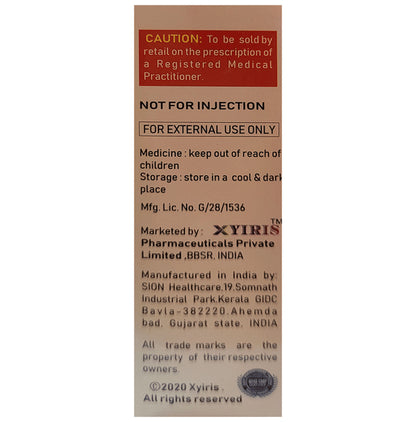 CAUTION: To be sold by
retail on the prescription of
a Registered Medical
Practitioner.
NOT FOR INJECTION
FOR EXTERNAL USE ONLY
Medicine : keep out of reach of
children
Storage : store in a cool & dark
place
Mfg. Lic. No. G/28/1536
Marketed by : XYIRIS™
Pharmaceuticals Private
Limited ,BBSR, INDIA
Manufactured in India by:
SION Healthcare,19,Somnath
Industrial Park,Kerala GIDC
Bavla-382220,Ahemda
bad, Gujarat state, INDIA
All trade marks are the
property of their respective
owners.
©2020 Xyiris .
All rights reserved